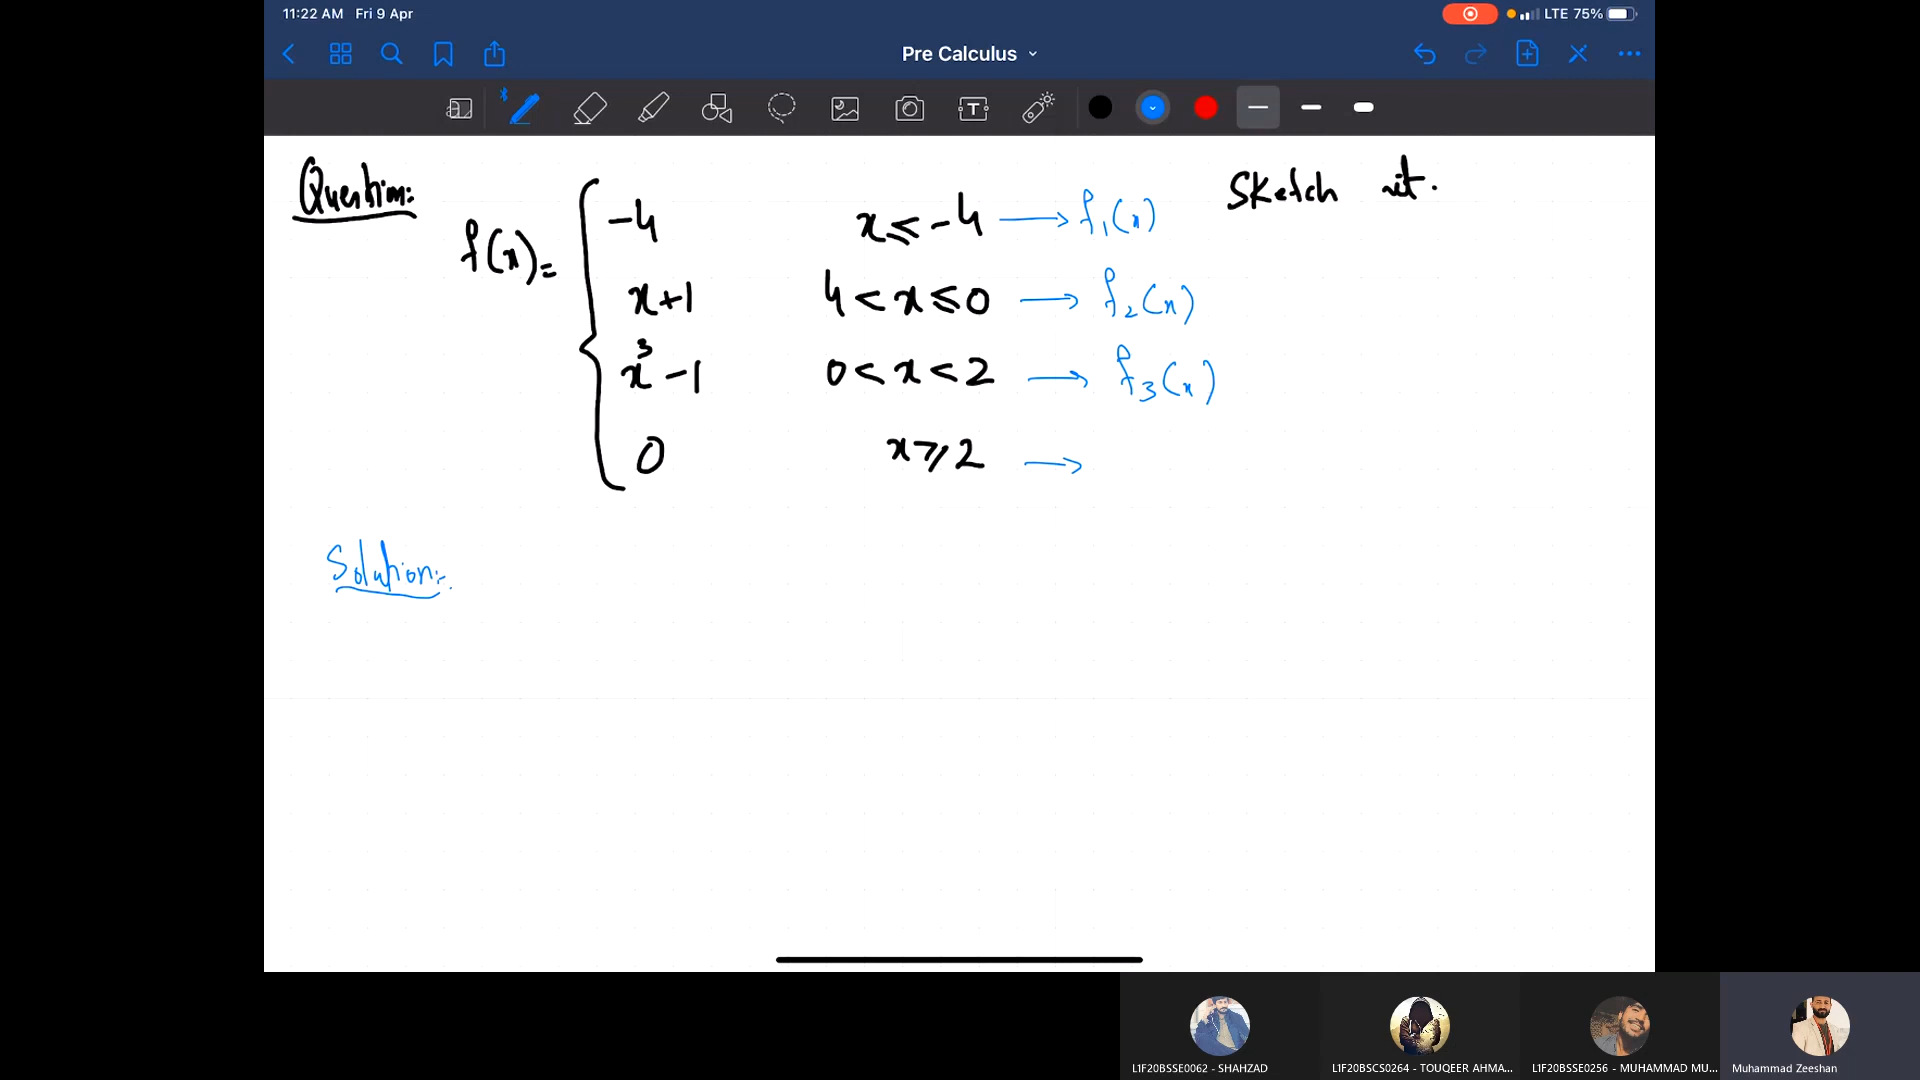 11:22 AM Fri 9 Apr
LTE 75%
Pre Calculus
Question:
Sketch it.
f(x)=
-4 x≤-4 → f₁(x)
x+1 4<x≤0 → f₂(x)
x³-1 0<x<2 → f₃(x)
0 x≥2 →
Solution:-
L1F20BSSE0062 - SHAHZAD
L1F20BSCS0264 - TOUQEER AHMA...
L1F20BSSE0256 - MUHAMMAD MU...
Muhammad Zeeshan